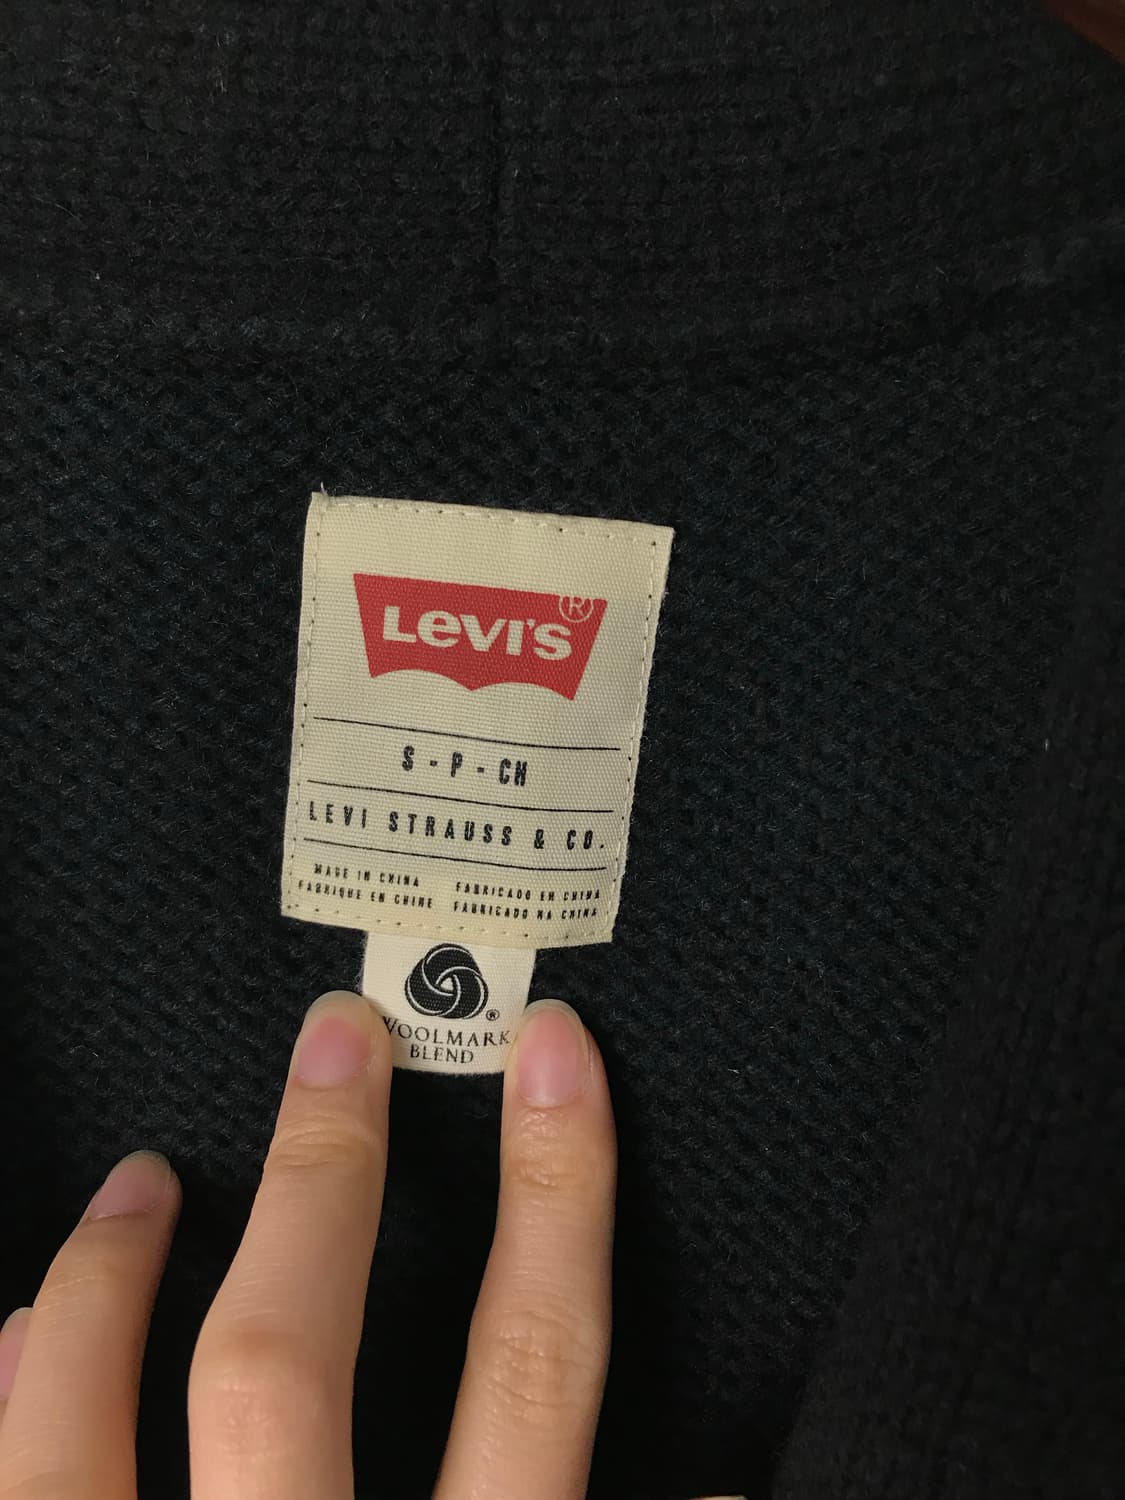 LEVI'S®
S - P - CH
LEVI STRAUSS & CO.
MADE IN CHINA
FABRIQUE EN CHINE
FABRICADO EN CHINA
FABRICADO NA CHINA
®
WOOLMARK
BLEND